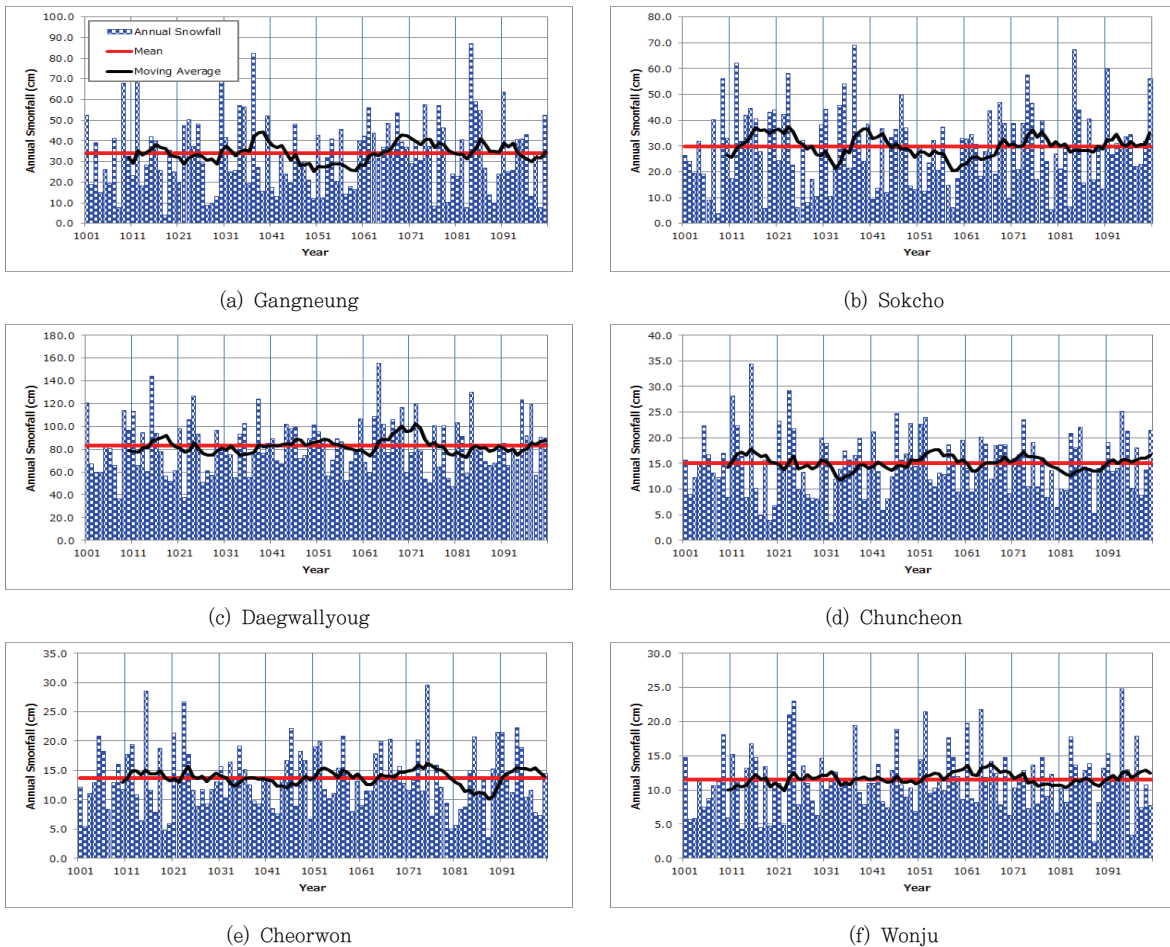 100.0
90.0
80.0
70.0
60.0
50.0
40.0
30.0
20.0
10.0
0.0
Annual Smonfall (cm)
Annual Snowfall
Mean
Moving Average
1001 1011 1021 1031 1041 1051 1061 1071 1081 1091
Year
(a) Gangneung
80.0
70.0
60.0
50.0
40.0
30.0
20.0
10.0
0.0
Annual Smonfall (cm)
1001 1011 1021 1031 1041 1051 1061 1071 1081 1091
Year
(b) Sokcho
180.0
160.0
140.0
120.0
100.0
80.0
60.0
40.0
20.0
0.0
Annual Smonfall (cm)
1001 1011 1021 1031 1041 1051 1061 1071 1081 1091
Year
(c) Daegwallyoug
40.0
35.0
30.0
25.0
20.0
15.0
10.0
5.0
0.0
Annual Smonfall (cm)
1001 1011 1021 1031 1041 1051 1061 1071 1081 1091
Year
(d) Chuncheon
35.0
30.0
25.0
20.0
15.0
10.0
5.0
0.0
Annual Smonfall (cm)
1001 1011 1021 1031 1041 1051 1061 1071 1081 1091
Year
(e) Cheorwon
30.0
25.0
20.0
15.0
10.0
5.0
0.0
Annual Smonfall (cm)
1001 1011 1021 1031 1041 1051 1061 1071 1081 1091
Year
(f) Wonju